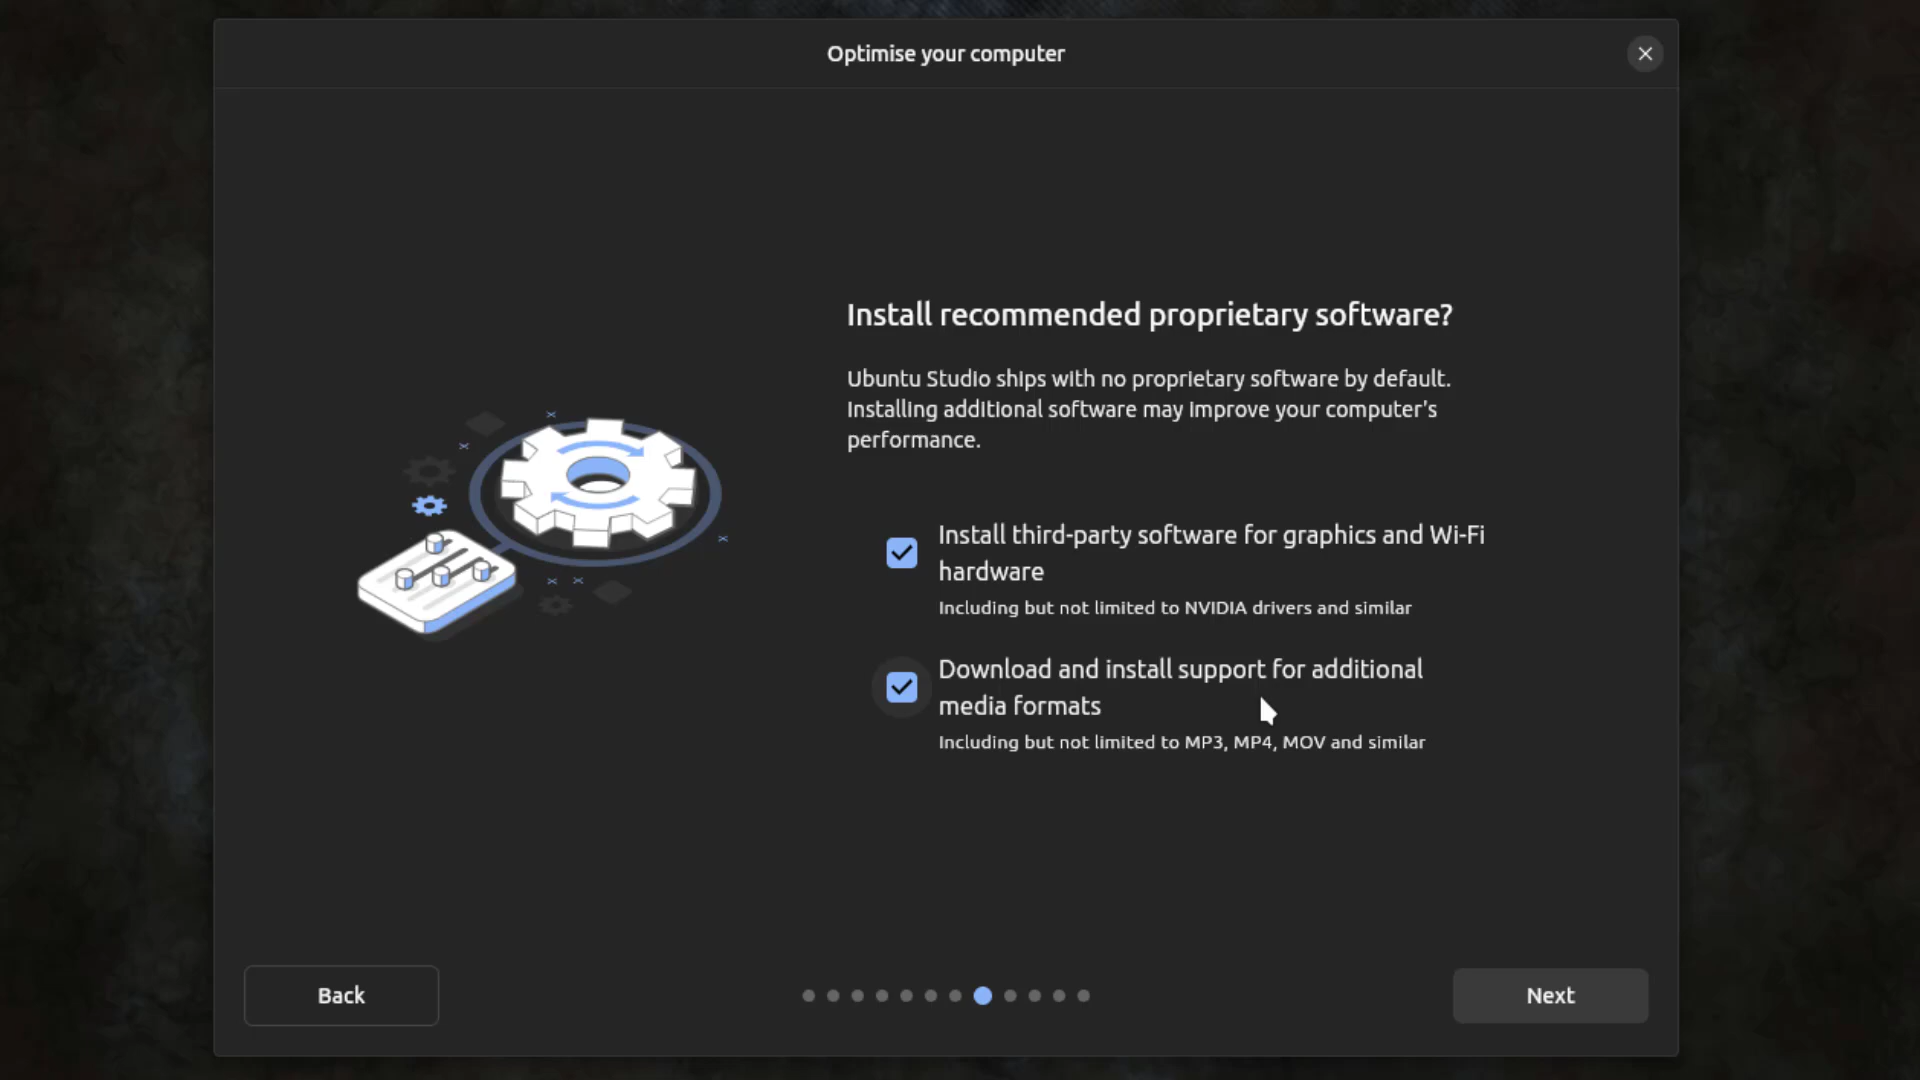 Optimise your computer
Install recommended proprietary software?
Ubuntu Studio ships with no proprietary software by default.
Installing additional software may improve your computer's
performance.
Install third-party software for graphics and Wi-Fi
hardware
Including but not limited to NVIDIA drivers and similar
Download and install support for additional
media formats
Including but not limited to MP3, MP4, MOV and similar
Back
Next